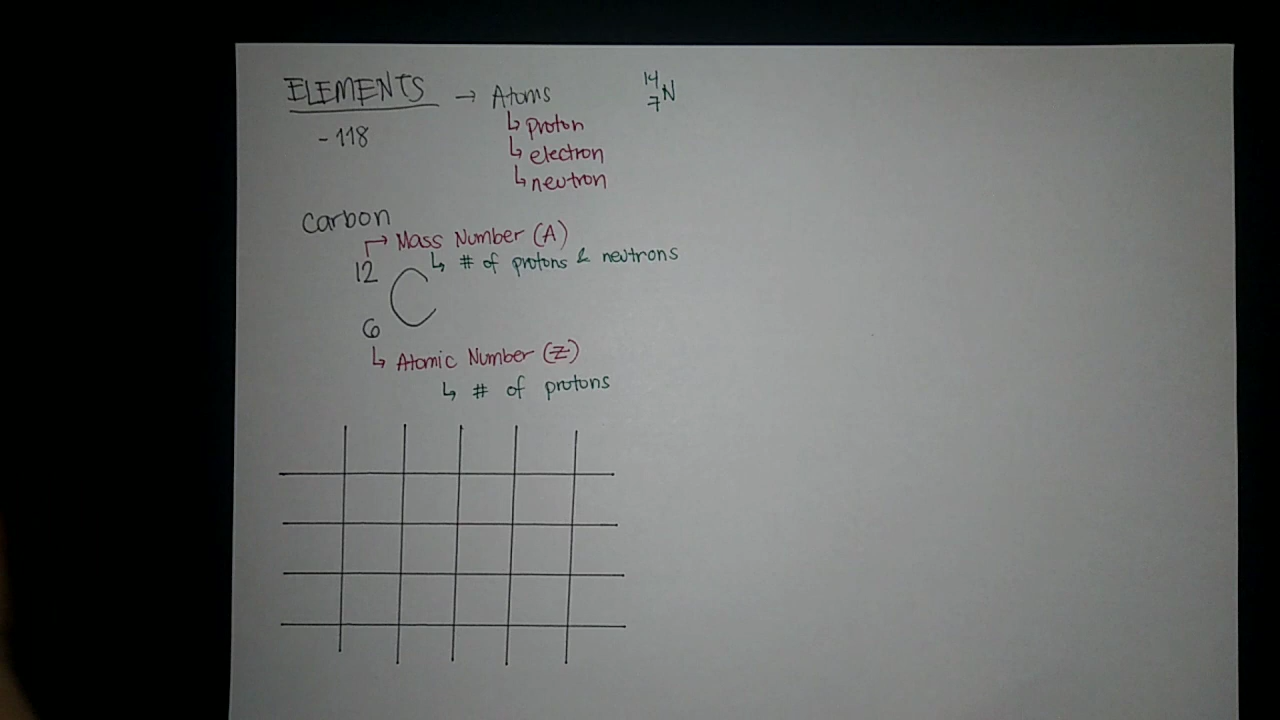 ELEMENTS → Atoms
14
7 N
- 118
↳ proton
↳ electron
↳ neutron
Carbon
Mass Number (A)
↳ # of protons & neutrons
12
C
6
↳ Atomic Number (Z)
↳ # of protons